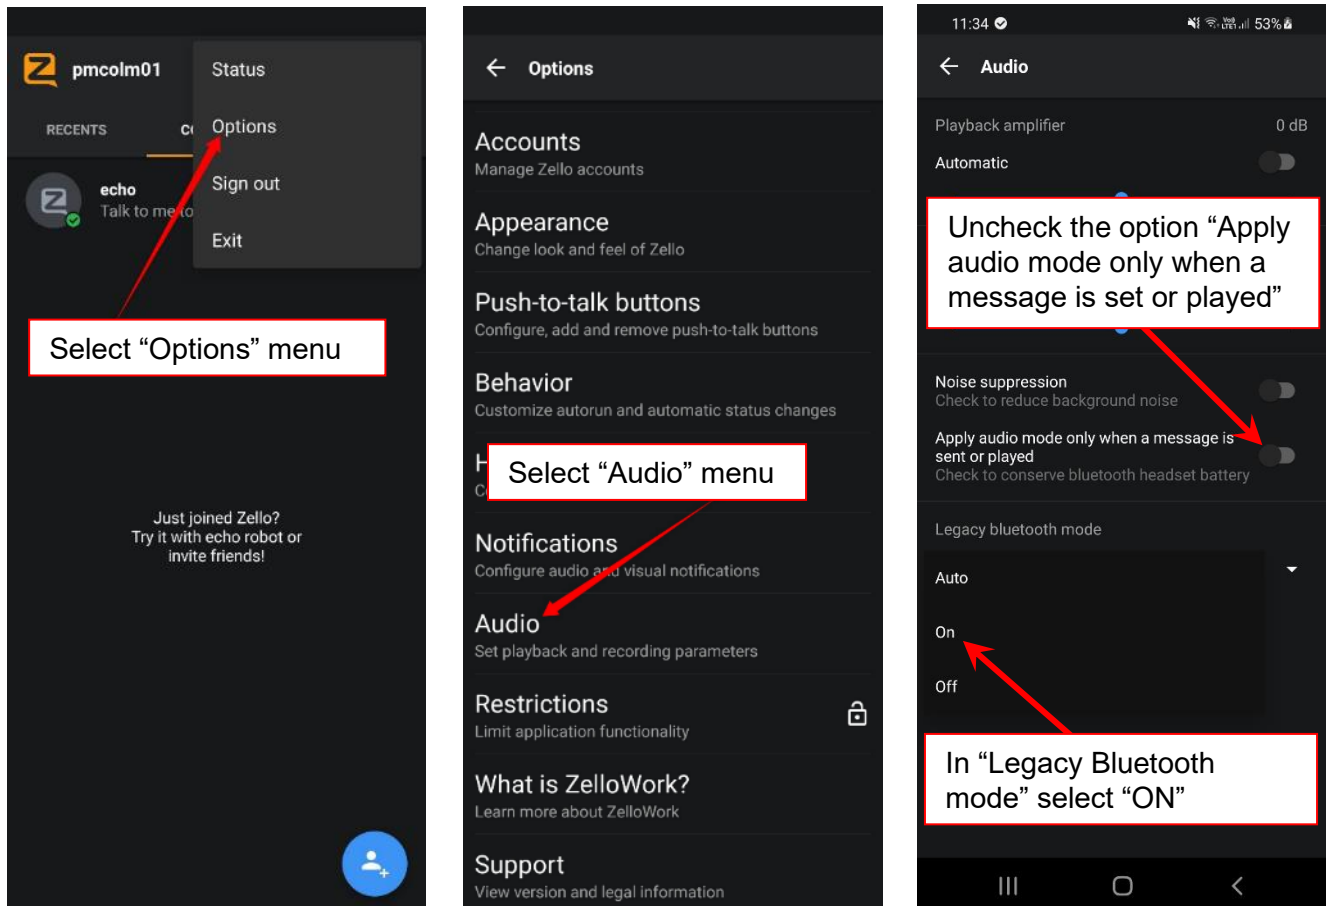 pmcolm01
Status
RECENTS
Options
echo
Sign out
Talk to me to
Exit
Select “Options” menu
Just joined Zello?
Try it with echo robot or
invite friends!
Options
Accounts
Manage Zello accounts
Appearance
Change look and feel of Zello
Push-to-talk buttons
Configure, add and remove push-to-talk buttons
Behavior
Customize autorun and automatic status changes
Select “Audio” menu
Notifications
Configure audio and visual notifications
Audio
Set playback and recording parameters
Restrictions
Limit application functionality
What is ZelloWork?
Learn more about ZelloWork
Support
View version and legal information
11:34 53%
Audio
Playback amplifier 0 dB
Automatic
Uncheck the option “Apply
audio mode only when a
message is set or played”
Noise suppression
Check to reduce background noise
Apply audio mode only when a message is
sent or played
Check to conserve bluetooth headset battery
Legacy bluetooth mode
Auto
On
Off
In “Legacy Bluetooth
mode” select “ON”